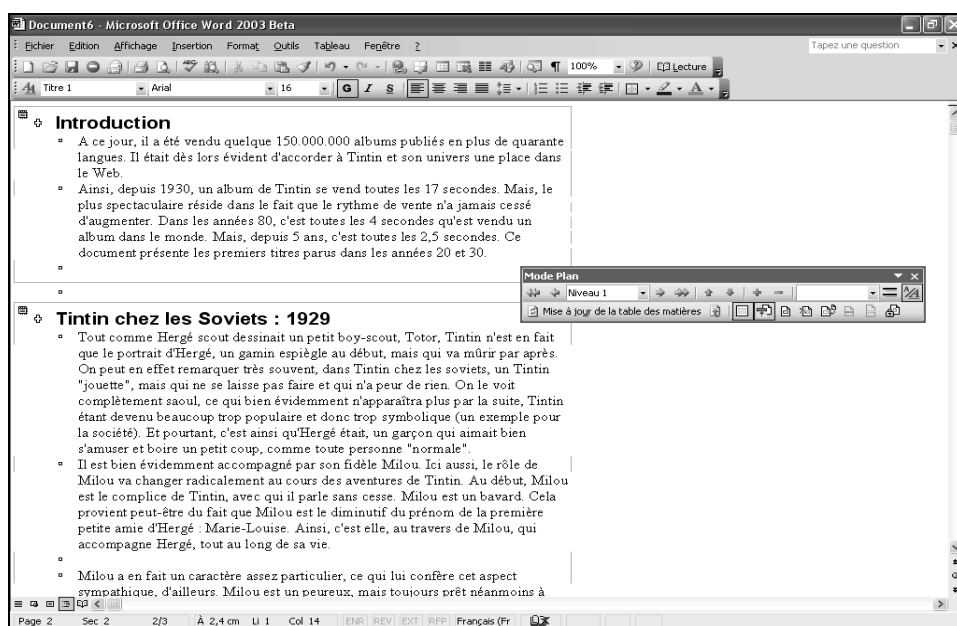 Document6 - Microsoft Office Word 2003 Beta
Fichier Edition Affichage Insertion Format Outils Tableau Fenêtre ?
Tapez une question
100% Lecture
Titre 1 Arial 16 G I S
Introduction
A ce jour, il a été vendu quelque 150.000.000 albums publiés en plus de quarante
langues. Il était dès lors évident d'accorder à Tintin et son univers une place dans
le Web.
Ainsi, depuis 1930, un album de Tintin se vend toutes les 17 secondes. Mais, le
plus spectaculaire réside dans le fait que le rythme de vente n'a jamais cessé
d'augmenter. Dans les années 80, c'est toutes les 4 secondes qu'est vendu un
album dans le monde. Mais, depuis 5 ans, c'est toutes les 2,5 secondes. Ce
document présente les premiers titres parus dans les années 20 et 30.
Mode Plan
Niveau 1
Mise à jour de la table des matières
Tintin chez les Soviets : 1929
Tout comme Hergé scout dessinait un petit boy-scout, Totor, Tintin n'est en fait
que le portrait d'Hergé, un gamin espiègle au début, mais qui va mûrir par après.
On peut en effet remarquer très souvent, dans Tintin chez les soviets, un Tintin
"jouette", mais qui ne se laisse pas faire et qui n'a peur de rien. On le voit
complètement saoul, ce qui bien évidemment n'apparaîtra plus par la suite, Tintin
étant devenu beaucoup trop populaire et donc trop symbolique (un exemple pour
la société). Et pourtant, c'est ainsi qu'Hergé était, un garçon qui aimait bien
s'amuser et boire un petit coup, comme toute personne "normale".
Il est bien évidemment accompagné par son fidèle Milou. Ici aussi, le rôle de
Milou va changer radicalement au cours des aventures de Tintin. Au début, Milou
est le complice de Tintin, avec qui il parle sans cesse. Milou est un bavard. Cela
provient peut-être du fait que Milou est le diminutif du prénom de la première
petite amie d'Hergé : Marie-Louise. Ainsi, c'est elle, au travers de Milou, qui
accompagne Hergé, tout au long de sa vie.
Milou a en fait un caractère assez particulier, ce qui lui confère cet aspect
sympathique, d'ailleurs. Milou est un peureux, mais toujours prêt néanmoins à
Page 2 Sec 2 2/3 À 2,4 cm Li 1 Col 14 ENR REV EXT RFP Français (Fr